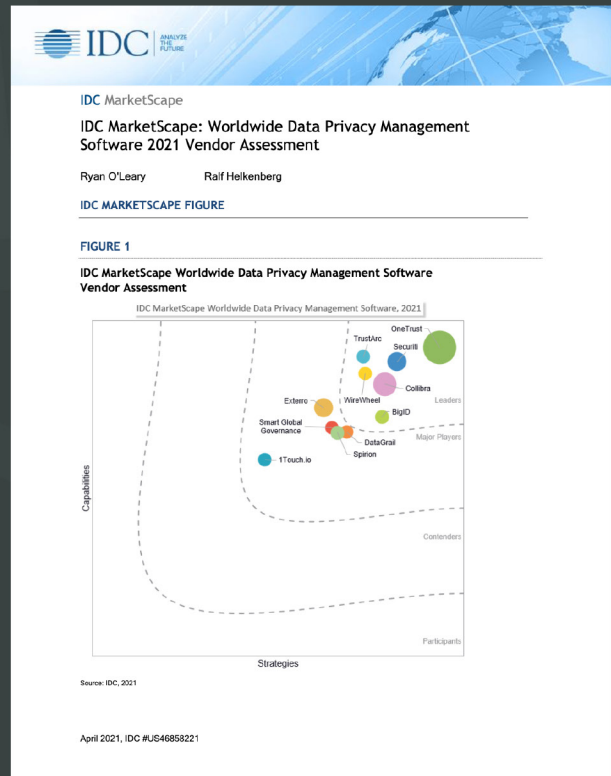 IDC ANALYZE THE FUTURE
IDC MarketScape
IDC MarketScape: Worldwide Data Privacy Management
Software 2021 Vendor Assessment
Ryan O'Leary Ralf Helkenberg
IDC MARKETSCAPE FIGURE
FIGURE 1
IDC MarketScape Worldwide Data Privacy Management Software
Vendor Assessment
IDC MarketScape Worldwide Data Privacy Management Software, 2021
OneTrust
TrustArc
Securiti
Collibra
WireWheel
Leaders
Exterro
BigID
Smart Global
Governance
Major Players
DataGrail
Spirion
1Touch.io
Capabilities
Contenders
Participants
Strategies
Source: IDC, 2021
April 2021, IDC #US46858221